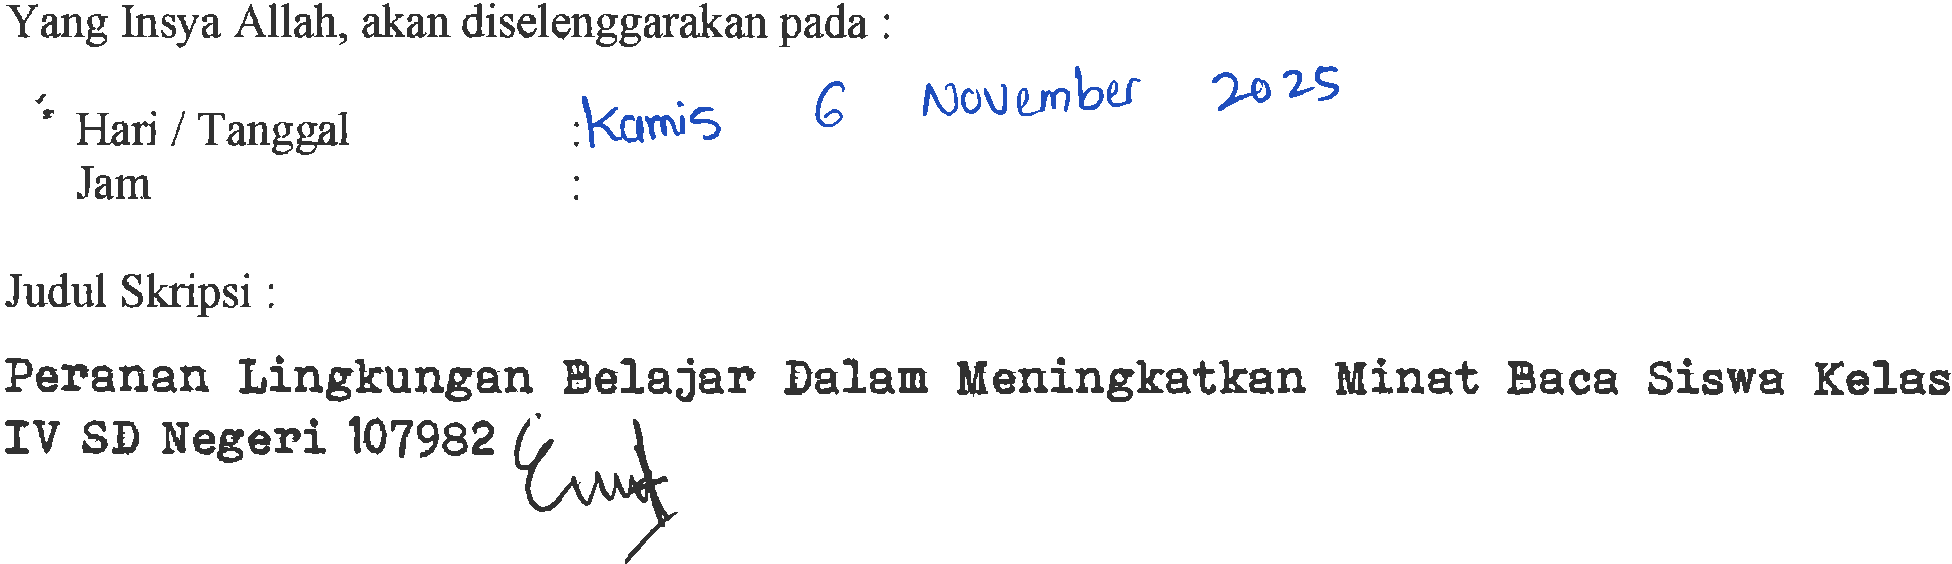 Yang Insya Allah, akan diselenggarakan pada :
Hari / Tanggal : Kamis 6 November 2025
Jam :
Judul Skripsi :
Peranan Lingkungan Belajar Dalam Meningkatkan Minat Baca Siswa Kelas
IV SD Negeri 107982